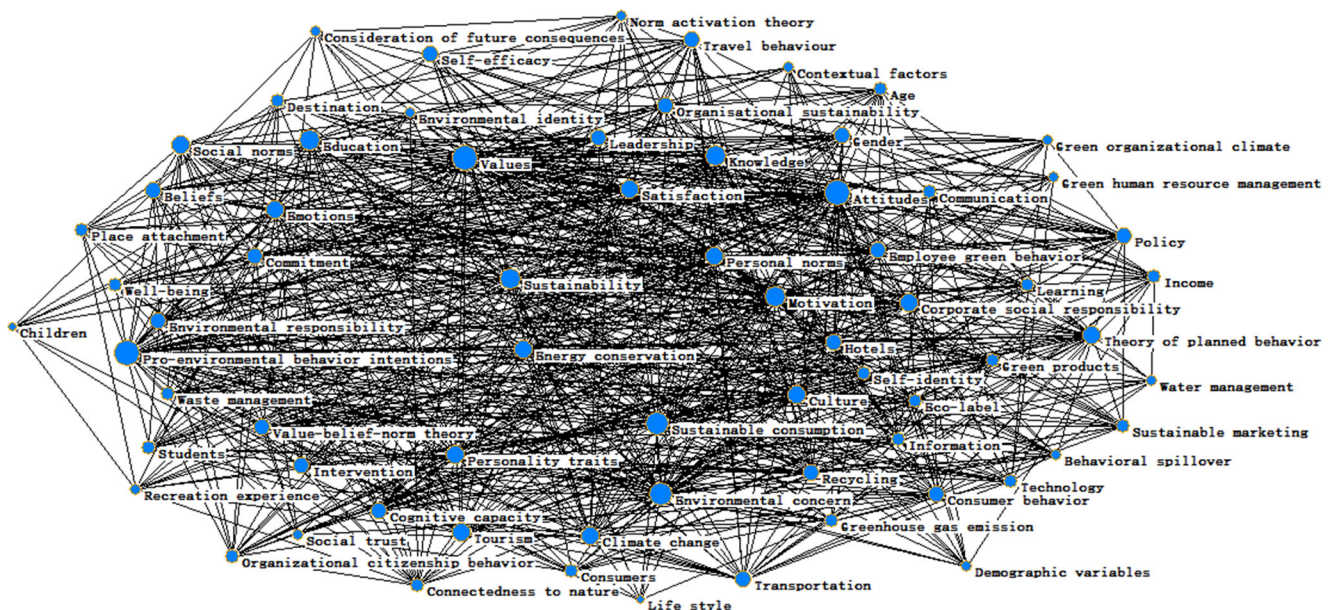 Norm activation theory
Consideration of future consequences
Travel behaviour
Self-efficacy
Contextual factors
Age
Destination
Organisational sustainability
Environmental identity
Social norms
Education
Leadership
Gender
Green organizational climate
Values
Knowledge
Green human resource management
Beliefs
Satisfaction
Attitudes
Communication
Emotions
Place attachment
Policy
Commitment
Personal norms
Employee green behavior
Well-being
Sustainability
Learning
Income
Motivation
Corporate social responsibility
Children
Environmental responsibility
Theory of planned behavior
Pro-environmental behavior intentions
Energy conservation
Hotels
Green products
Self-identity
Water management
Waste management
Culture
Eco-label
Value-belief-norm theory
Sustainable consumption
Sustainable marketing
Students
Information
Intervention
Personality traits
Behavioral spillover
Recycling
Recreation experience
Environmental concern
Technology
Consumer behavior
Cognitive capacity
Greenhouse gas emission
Social trust
Tourism
Climate change
Organizational citizenship behavior
Consumers
Demographic variables
Connectedness to nature
Transportation
Life style